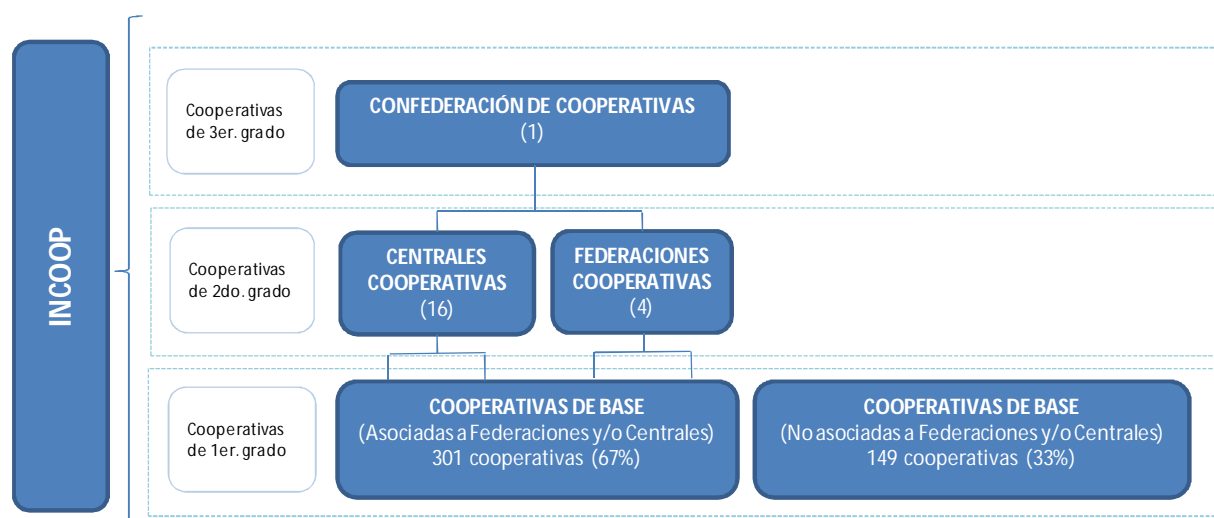 INCOOP
Cooperativas
de 3er. grado
CONFEDERACIÓN DE COOPERATIVAS
(1)
Cooperativas
de 2do. grado
CENTRALES
COOPERATIVAS
(16)
FEDERACIONES
COOPERATIVAS
(4)
Cooperativas
de 1er. grado
COOPERATIVAS DE BASE
(Asociadas a Federaciones y/o Centrales)
301 cooperativas (67%)
COOPERATIVAS DE BASE
(No asociadas a Federaciones y/o Centrales)
149 cooperativas (33%)